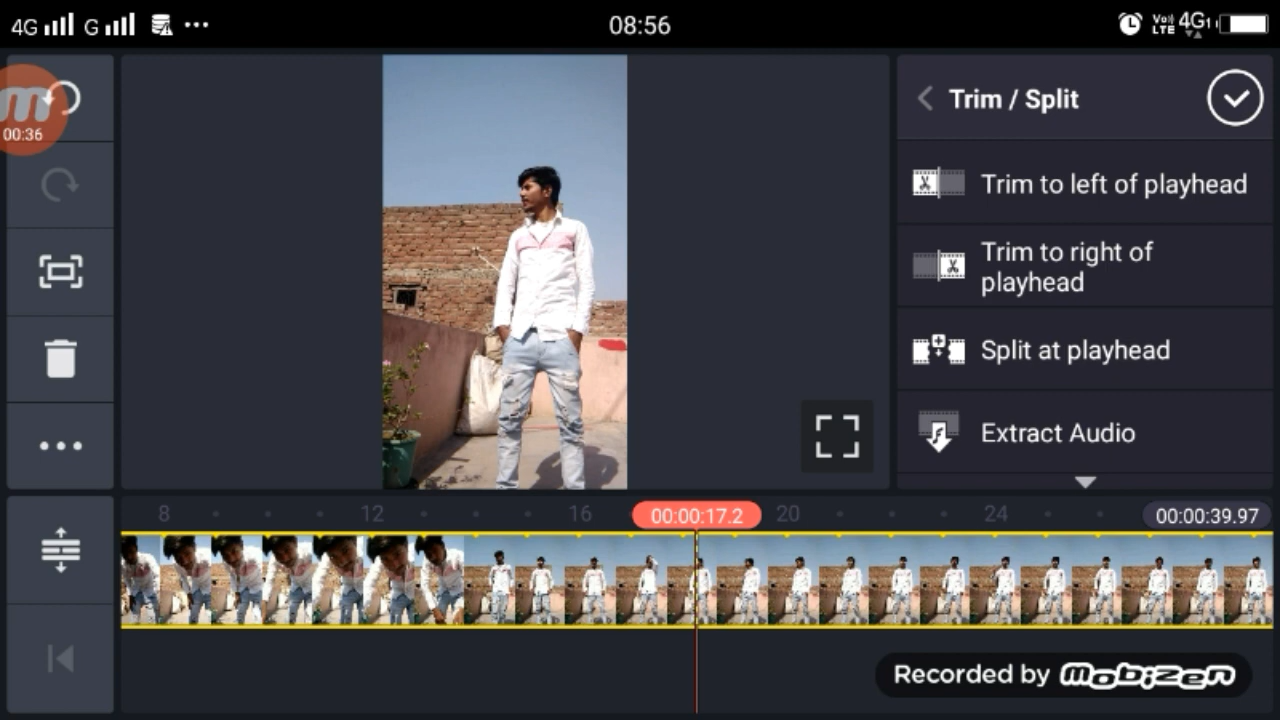 4G G 08:56 Vo) LTE 4G
m
00:36
Trim / Split
Trim to left of playhead
Trim to right of
playhead
Split at playhead
Extract Audio
8 12 16 00:00:17.2 20 24 00:00:39.97
Recorded by mobizen